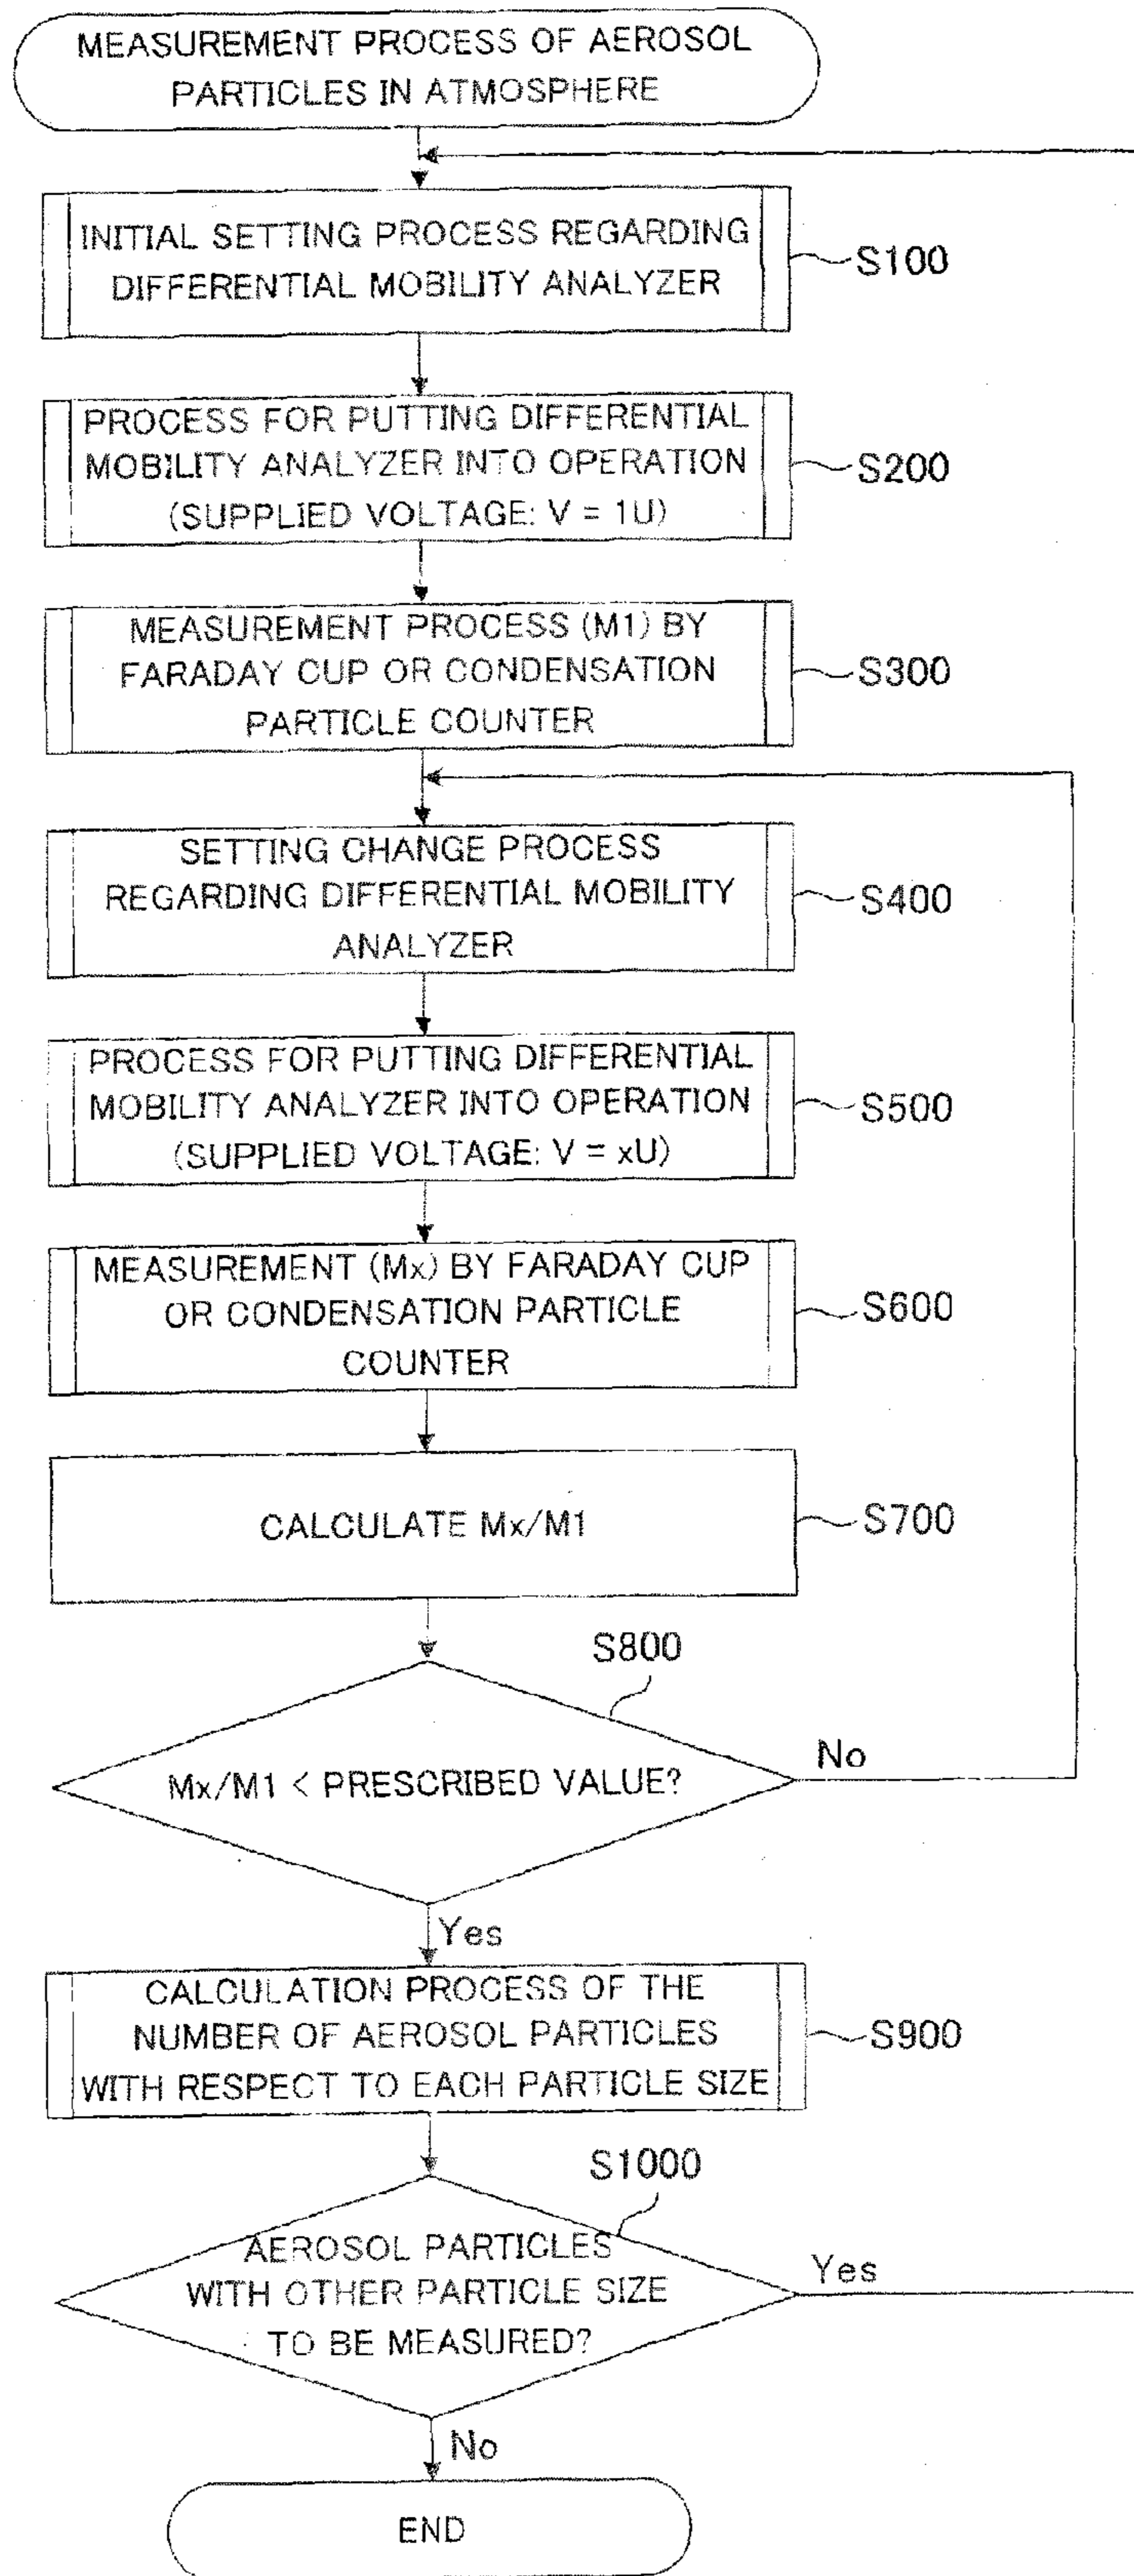 MEASUREMENT PROCESS OF AEROSOL
PARTICLES IN ATMOSPHERE
INITIAL SETTING PROCESS REGARDING
DIFFERENTIAL MOBILITY ANALYZER
S100
PROCESS FOR PUTTING DIFFERENTIAL
MOBILITY ANALYZER INTO OPERATION
(SUPPLIED VOLTAGE: V = 1U)
S200
MEASUREMENT PROCESS (M1) BY
FARADAY CUP OR CONDENSATION
PARTICLE COUNTER
S300
SETTING CHANGE PROCESS
REGARDING DIFFERENTIAL MOBILITY
ANALYZER
S400
PROCESS FOR PUTTING DIFFERENTIAL
MOBILITY ANALYZER INTO OPERATION
(SUPPLIED VOLTAGE: V = xU)
S500
MEASUREMENT (Mx) BY FARADAY CUP
OR CONDENSATION PARTICLE
COUNTER
S600
CALCULATE Mx/M1
S700
S800
Mx/M1 < PRESCRIBED VALUE?
No
Yes
CALCULATION PROCESS OF THE
NUMBER OF AEROSOL PARTICLES
WITH RESPECT TO EACH PARTICLE SIZE
S900
S1000
AEROSOL PARTICLES
WITH OTHER PARTICLE SIZE
TO BE MEASURED?
Yes
No
END